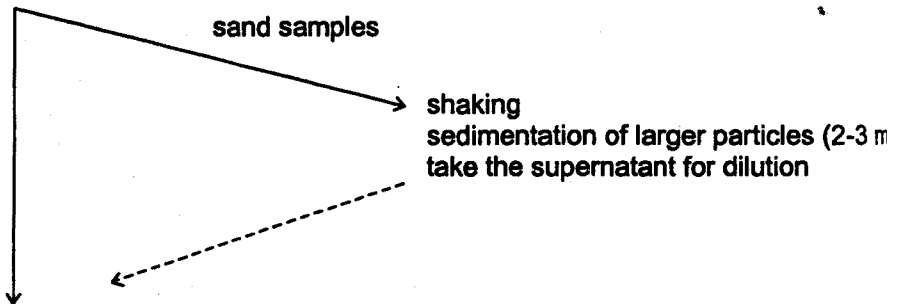 sand samples
shaking
sedimentation of larger particles (2-3 m
take the supernatant for dilution